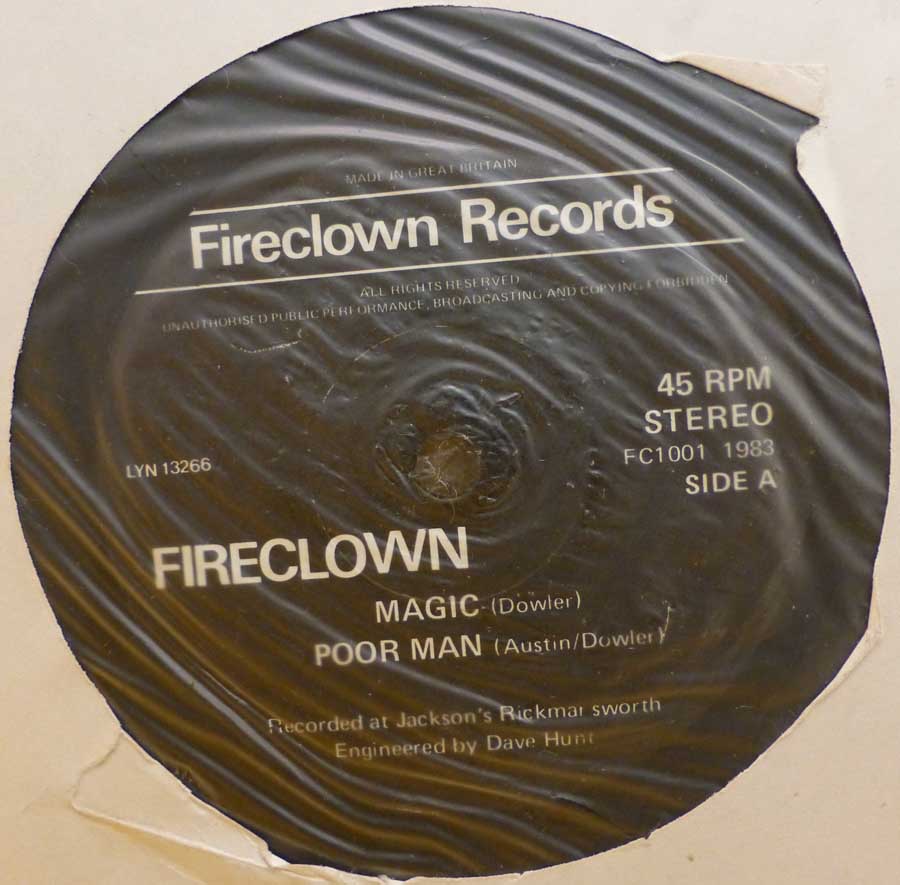 MADE IN GREAT BRITAIN
Fireclown Records
ALL RIGHTS RESERVED
UNAUTHORISED PUBLIC PERFORMANCE, BROADCASTING AND COPYING FORBIDDEN
45 RPM
STEREO
FC1001 1983
LYN 13266
SIDE A
FIRECLOWN
MAGIC (Dowler)
POOR MAN (Austin/Dowler)
Recorded at Jackson's Rickmansworth
Engineered by Dave Hunt